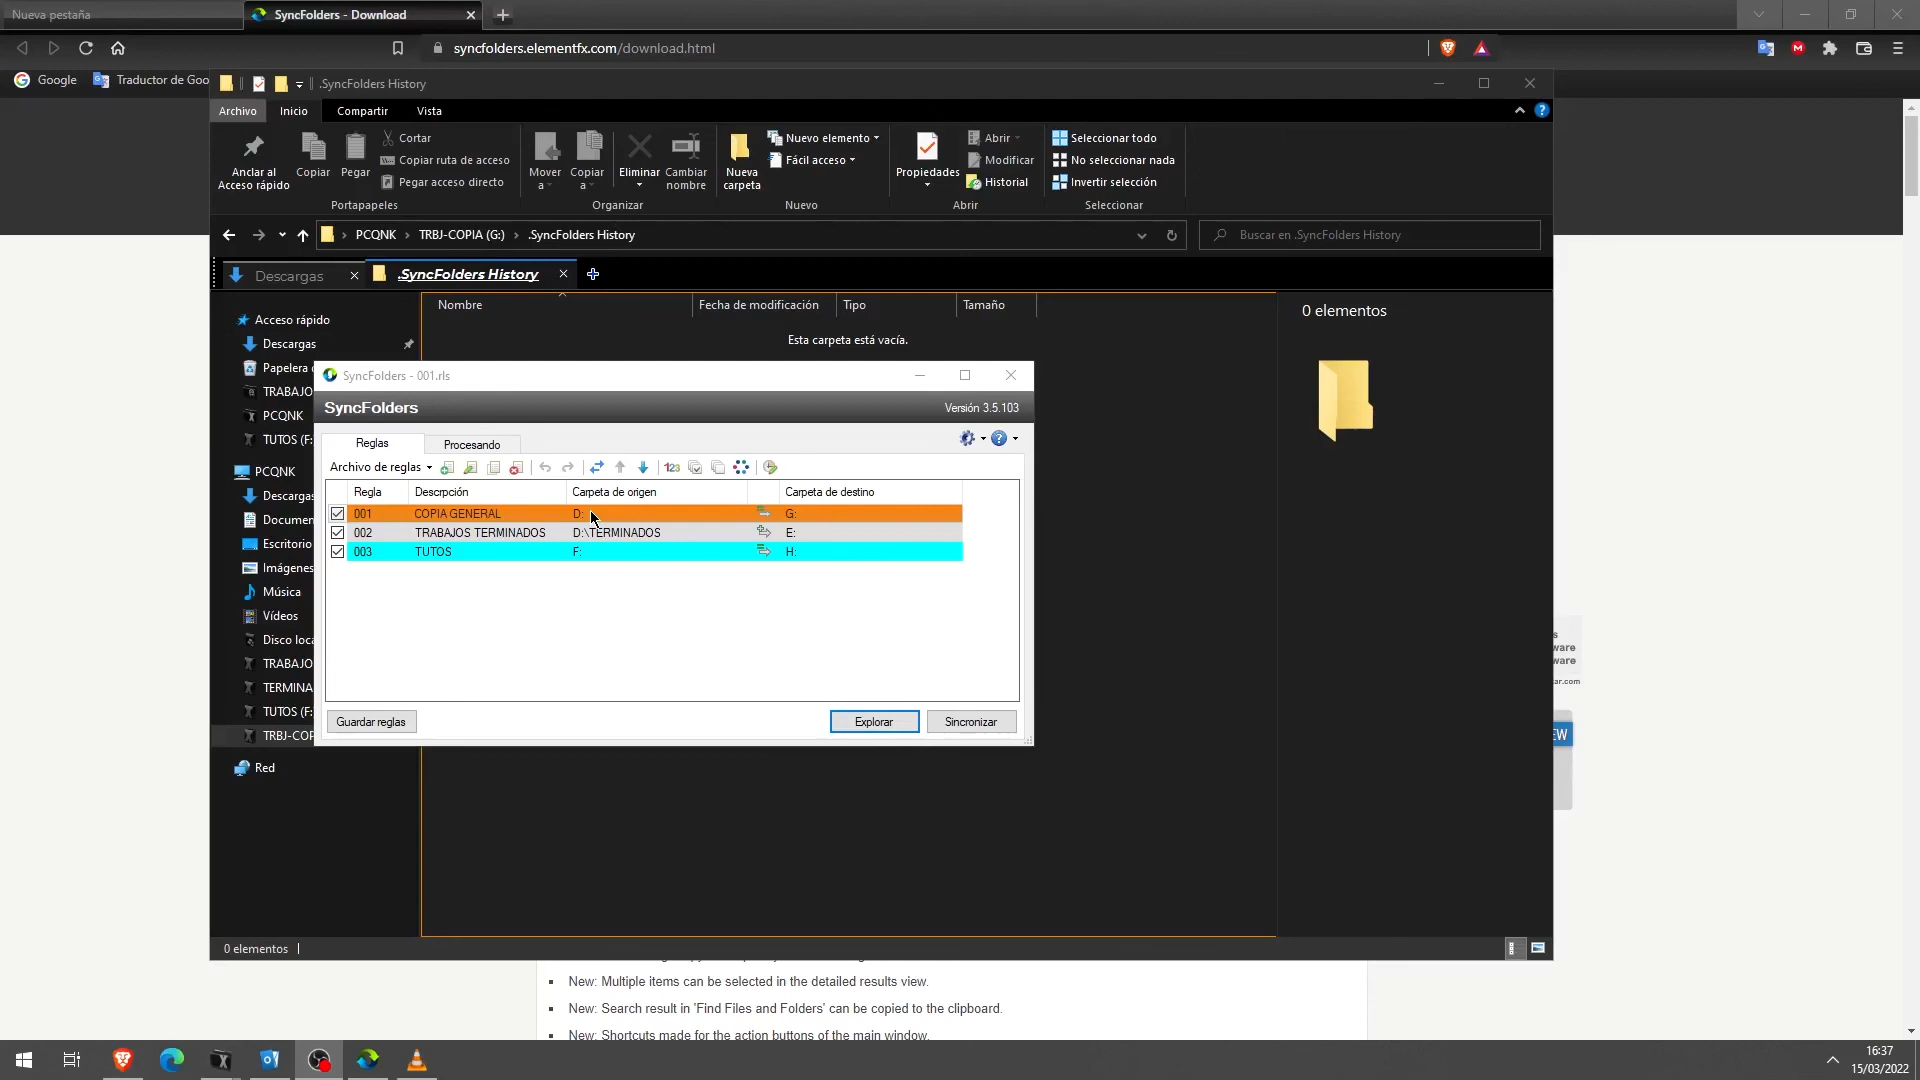 Nueva pestaña
SyncFolders - Download
syncfolders.elementfx.com/download.html
Google
Traductor de Goo
.SyncFolders History
Archivo
Inicio
Compartir
Vista
Anclar al
Acceso rápido
Copiar
Pegar
Cortar
Copiar ruta de acceso
Pegar acceso directo
Portapapeles
Mover
a
Copiar
a
Eliminar
Cambiar
nombre
Organizar
Nueva
carpeta
Nuevo elemento
Fácil acceso
Nuevo
Propiedades
Abrir
Modificar
Historial
Abrir
Seleccionar todo
No seleccionar nada
Invertir selección
Seleccionar
PCQNK
TRBJ-COPIA (G:)
.SyncFolders History
Buscar en .SyncFolders History
Descargas
.SyncFolders History
Nombre
Fecha de modificación
Tipo
Tamaño
Esta carpeta está vacía.
0 elementos
Acceso rápido
Descargas
Papelera
TRABAJO
PCQNK
TUTOS (F:
PCQNK
Descargas
Documen
Escritorio
Imágenes
Música
Vídeos
Disco loca
TRABAJO
TERMINA
TUTOS (F:
TRBJ-COP
Red
SyncFolders - 001.rls
SyncFolders
Versión 3.5.103
Reglas
Procesando
Archivo de reglas
123
Regla
Descrpción
Carpeta de origen
Carpeta de destino
001
COPIA GENERAL
D:
G:
002
TRABAJOS TERMINADOS
D:\TERMINADOS
E:
003
TUTOS
F:
H:
Guardar reglas
Explorar
Sincronizar
s
ware
ware
ar.com
EW
0 elementos
New: Multiple items can be selected in the detailed results view.
New: Search result in 'Find Files and Folders' can be copied to the clipboard.
New: Shortcuts made for the action buttons of the main window.
16:37
15/03/2022